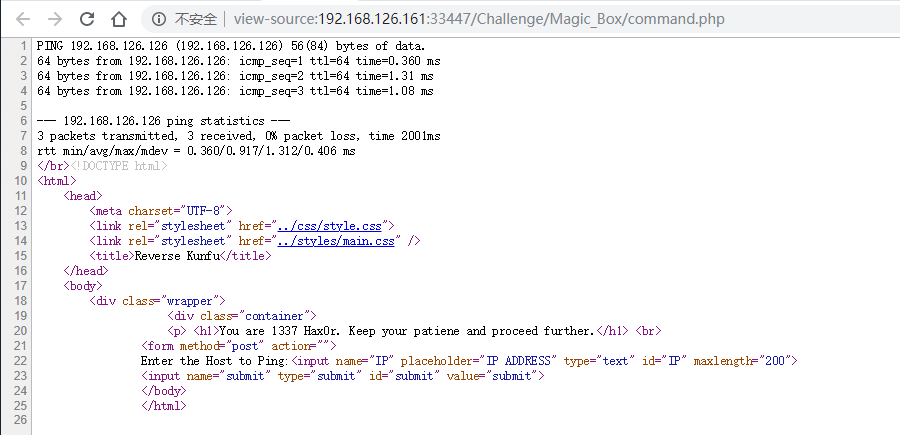 不安全 | view-source:192.168.126.161:33447/Challenge/Magic_Box/command.php
1 PING 192.168.126.126 (192.168.126.126) 56(84) bytes of data.
2 64 bytes from 192.168.126.126: icmp_seq=1 ttl=64 time=0.360 ms
3 64 bytes from 192.168.126.126: icmp_seq=2 ttl=64 time=1.31 ms
4 64 bytes from 192.168.126.126: icmp_seq=3 ttl=64 time=1.08 ms
5
6 --- 192.168.126.126 ping statistics ---
7 3 packets transmitted, 3 received, 0% packet loss, time 2001ms
8 rtt min/avg/max/mdev = 0.360/0.917/1.312/0.406 ms
9 </br><!DOCTYPE html>
10 <html>
11 <head>
12 <meta charset="UTF-8">
13 <link rel="stylesheet" href="../css/style.css">
14 <link rel="stylesheet" href="../styles/main.css" />
15 <title>Reverse Kunfu</title>
16 </head>
17 <body>
18 <div class="wrapper">
19 <div class="container">
20 <p> <h1>You are 1337 Hax0r. Keep your patiene and proceed further.</h1> <br>
21 <form method="post" action="">
22 Enter the Host to Ping:<input name="IP" placeholder="IP ADDRESS" type="text" id="IP" maxlength="200">
23 <input name="submit" type="submit" id="submit" value="submit">
24 </body>
25 </html>
26